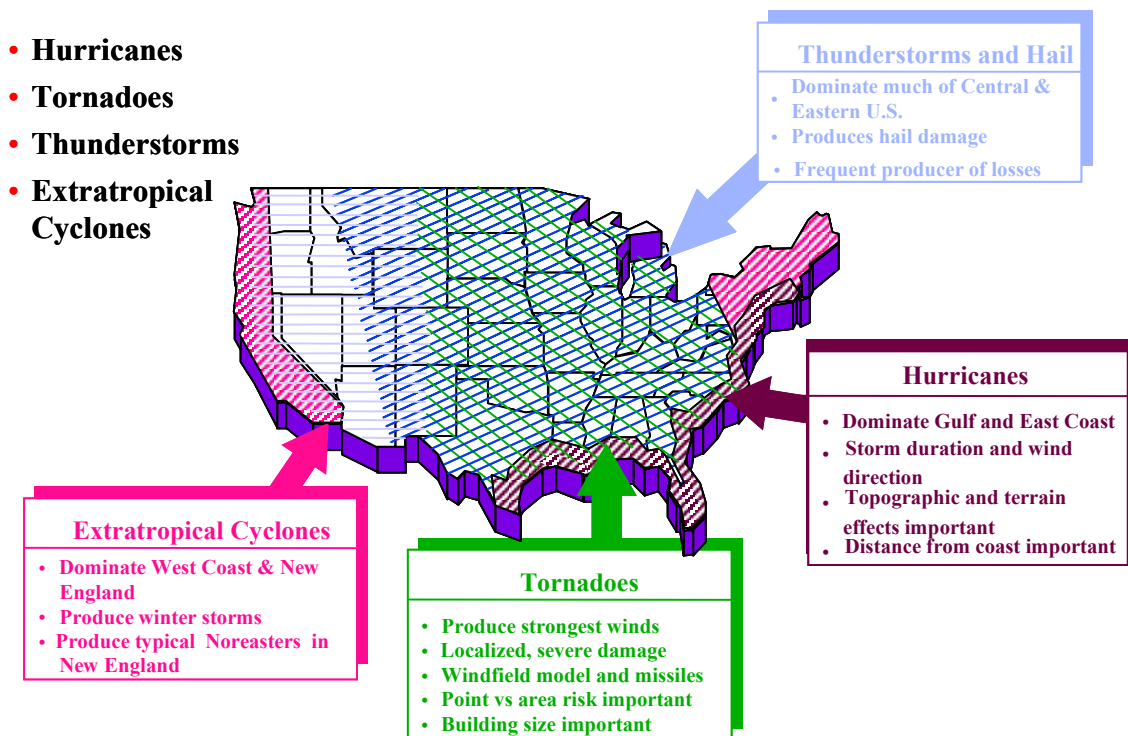 • Hurricanes
• Tornadoes
• Thunderstorms
• Extratropical
Cyclones
Thunderstorms and Hail
• Dominate much of Central &
Eastern U.S.
• Produces hail damage
• Frequent producer of losses
Hurricanes
• Dominate Gulf and East Coast
• Storm duration and wind
direction
• Topographic and terrain
effects important
• Distance from coast important
Extratropical Cyclones
• Dominate West Coast & New
England
• Produce winter storms
• Produce typical Noreasters in
New England
Tornadoes
• Produce strongest winds
• Localized, severe damage
• Windfield model and missiles
• Point vs area risk important
• Building size important